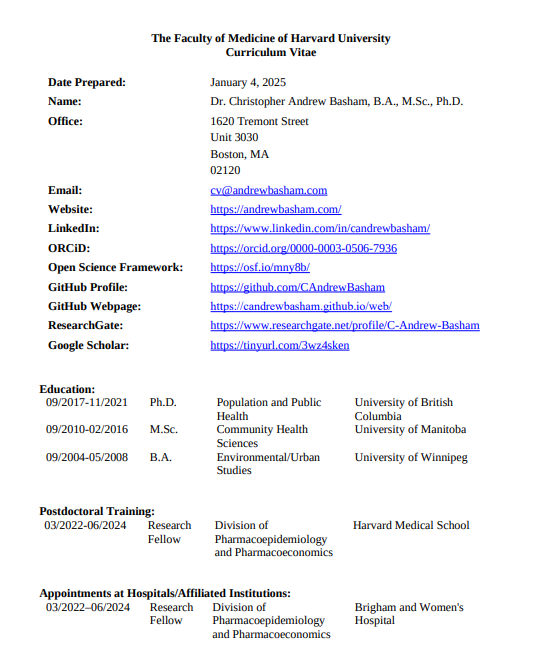 The Faculty of Medicine of Harvard University
Curriculum Vitae
Date Prepared: January 4, 2025
Name: Dr. Christopher Andrew Basham, B.A., M.Sc., Ph.D.
Office: 1620 Tremont Street
Unit 3030
Boston, MA
02120
Email: cv@andrewbasham.com
Website: https://andrewbasham.com/
LinkedIn: https://www.linkedin.com/in/candrewbasham/
ORCiD: https://orcid.org/0000-0003-0506-7936
Open Science Framework: https://osf.io/mny8b/
GitHub Profile: https://github.com/CAndrewBasham
GitHub Webpage: https://candrewbasham.github.io/web/
ResearchGate: https://www.researchgate.net/profile/C-Andrew-Basham
Google Scholar: https://tinyurl.com/3wz4sken
Education:
09/2017-11/2021 Ph.D. Population and Public University of British
Health Columbia
09/2010-02/2016 M.Sc. Community Health University of Manitoba
Sciences
09/2004-05/2008 B.A. Environmental/Urban University of Winnipeg
Studies
Postdoctoral Training:
03/2022-06/2024 Research Division of Harvard Medical School
Fellow Pharmacoepidemiology
and Pharmacoeconomics
Appointments at Hospitals/Affiliated Institutions:
03/2022–06/2024 Research Division of Brigham and Women's
Fellow Pharmacoepidemiology Hospital
and Pharmacoeconomics